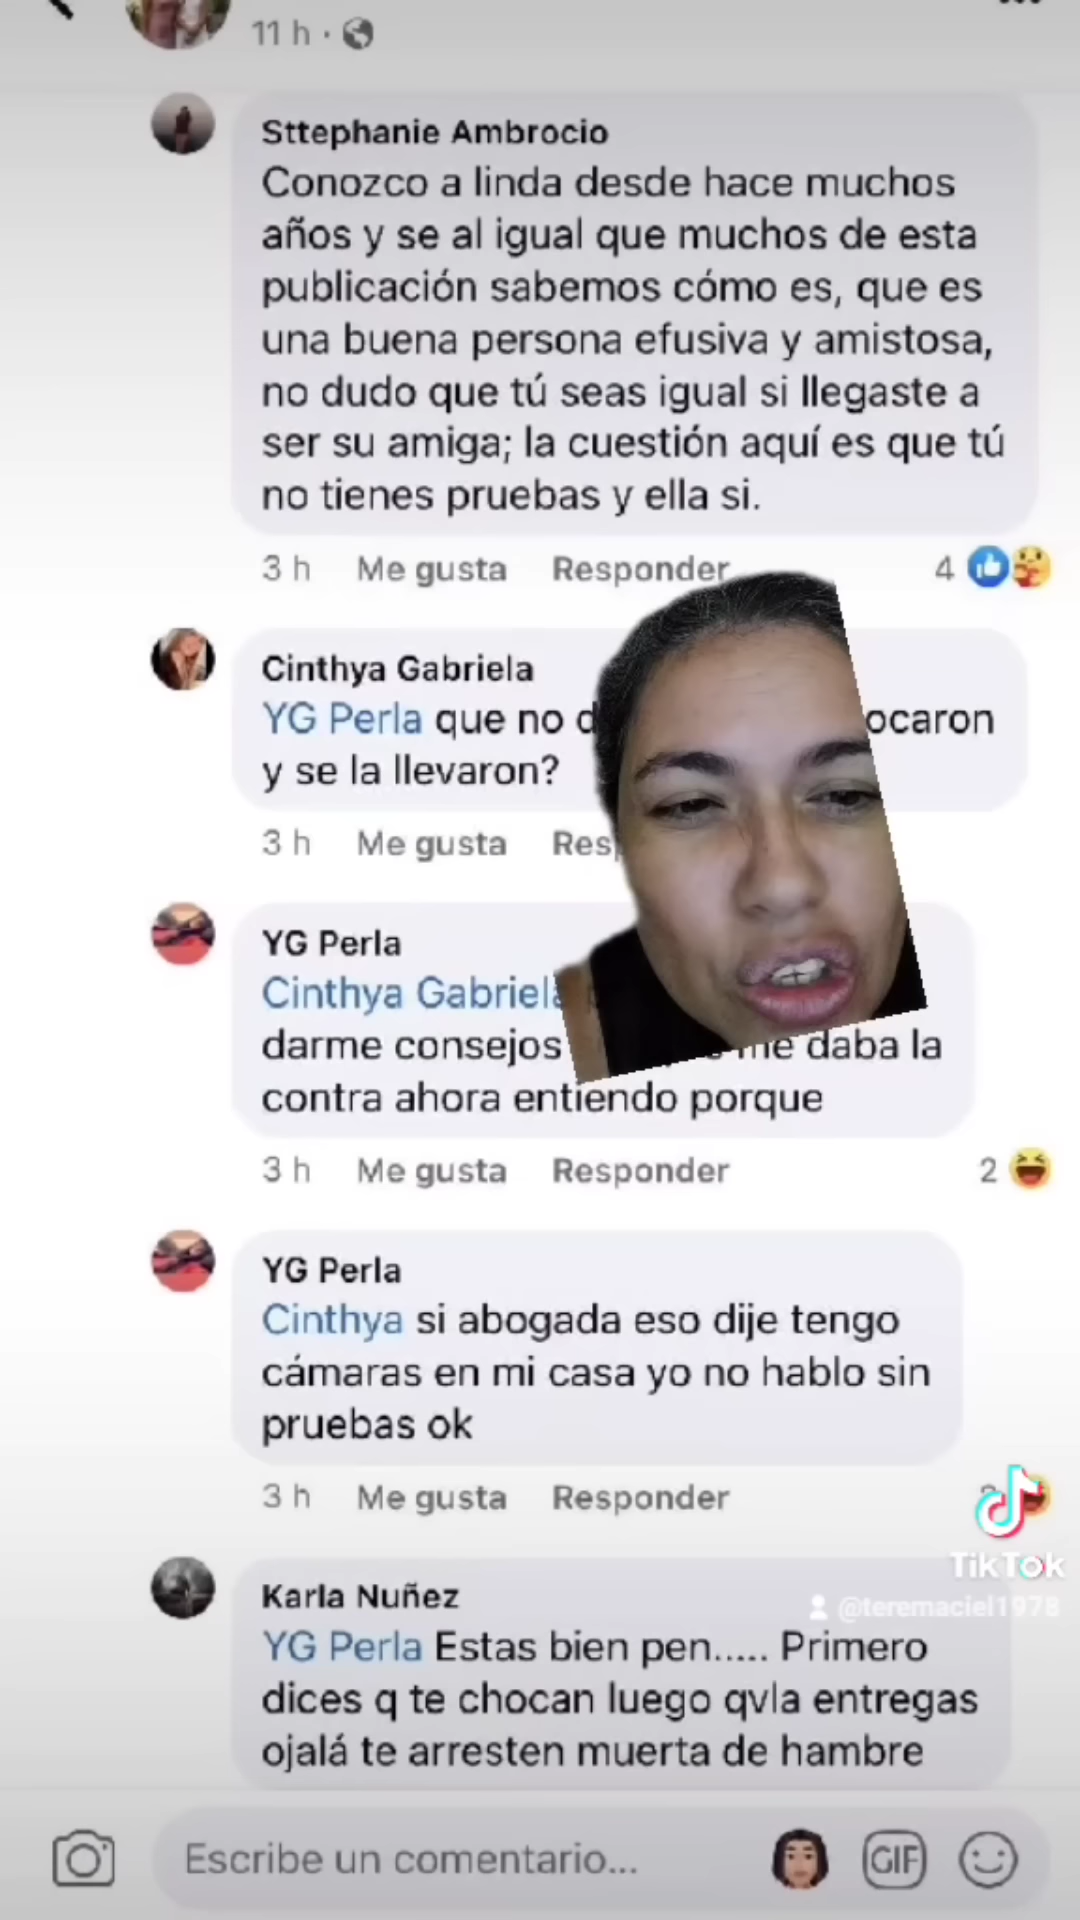 11 h ·
Sttephanie Ambrocio
Conozco a linda desde hace muchos
años y se al igual que muchos de esta
publicación sabemos cómo es, que es
una buena persona efusiva y amistosa,
no dudo que tú seas igual si llegaste a
ser su amiga; la cuestión aquí es que tú
no tienes pruebas y ella si.
3 h Me gusta Responder 4
Cinthya Gabriela
YG Perla que no
y se la llevaron?
3 h Me gusta
YG Perla
Cinthya
darme consejos me daba la
contra ahora entiendo porque
3 h Me gusta Responder 2
YG Perla
Cinthya si abogada eso dije tengo
cámaras en mi casa yo no hablo sin
pruebas ok
3 h Me gusta Responder
TikTok
@teremaciel1978
Karla Nuñez
YG Perla Estas bien pen..... Primero
dices q te chocan luego qvla entregas
ojalá te arresten muerta de hambre
Escribe un comentario... GIF